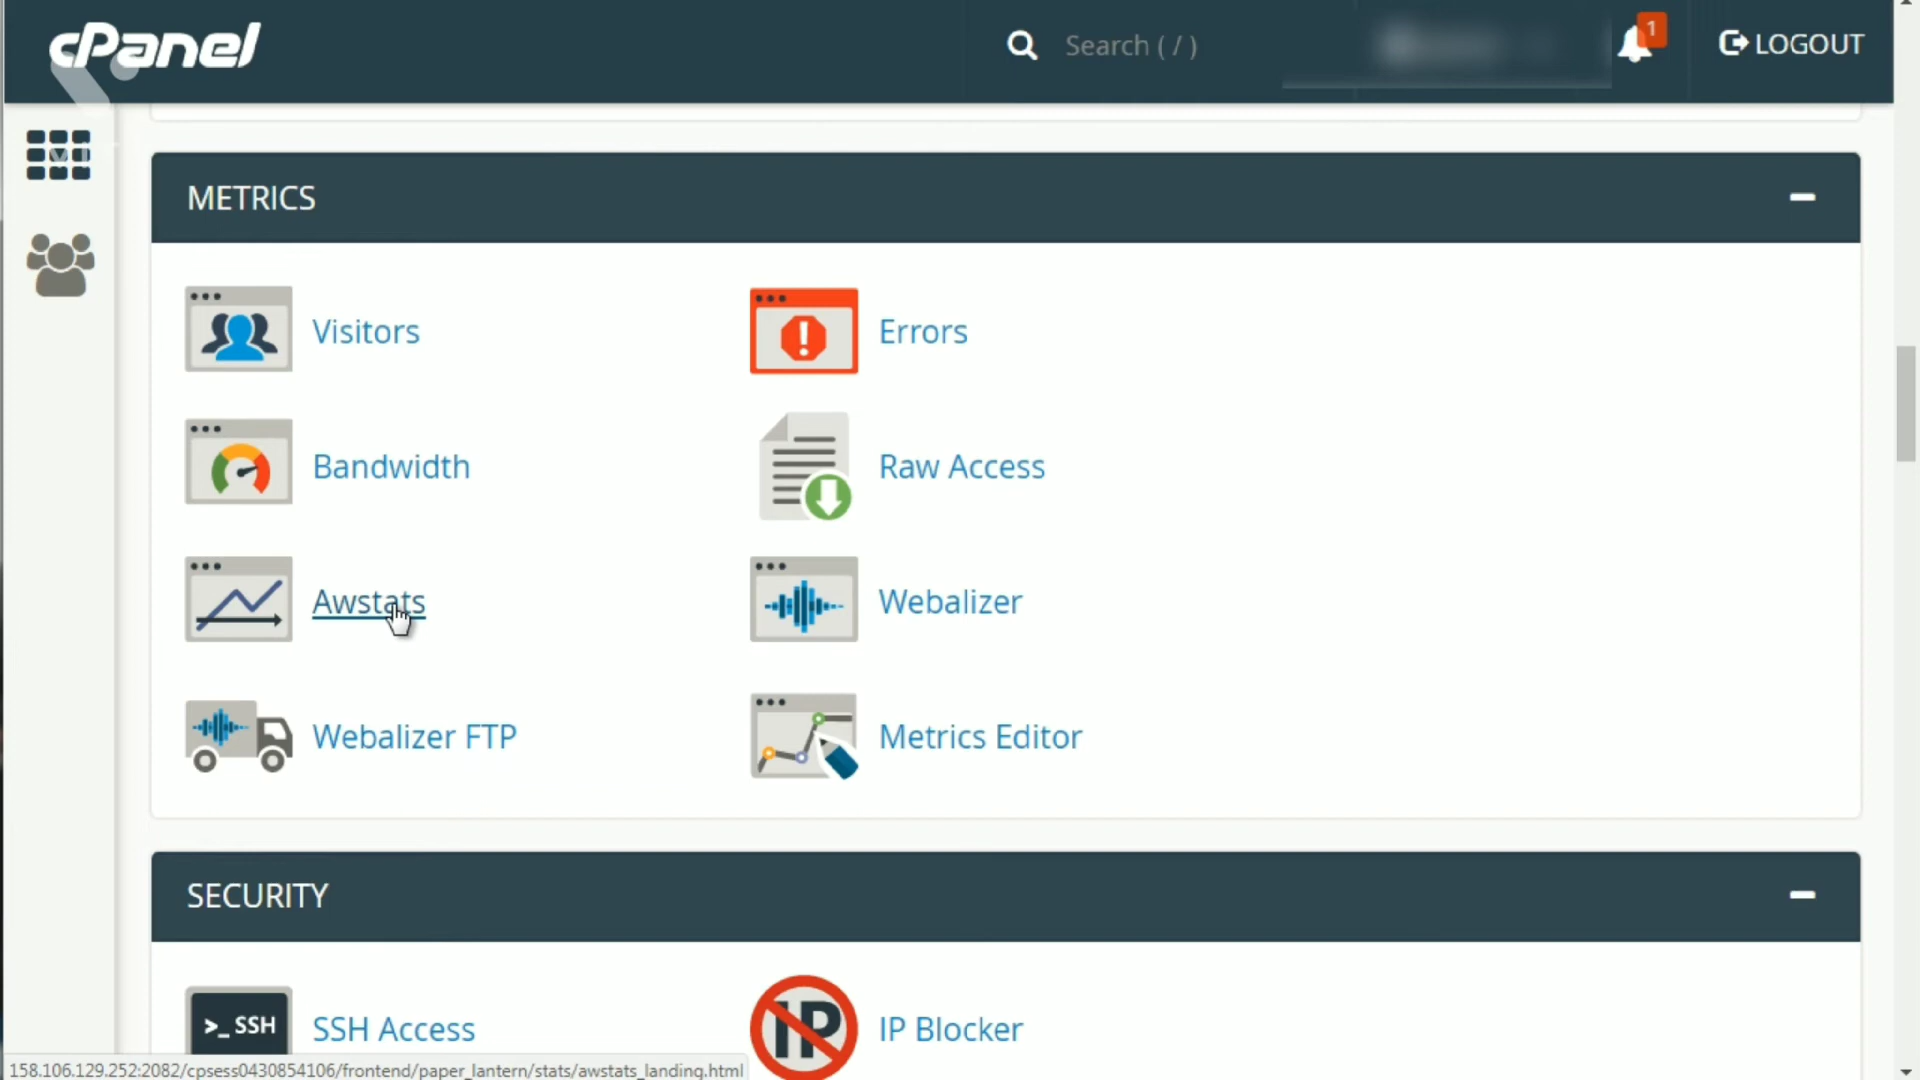 cPanel
Search ( / )
1
LOGOUT
METRICS
Visitors
Errors
Bandwidth
Raw Access
Awstats
Webalizer
Webalizer FTP
Metrics Editor
SECURITY
>_ SSH
SSH Access
IP
IP Blocker
158.106.129.252:2082/cpsess0430854106/frontend/paper_lantern/stats/awstats_landing.html